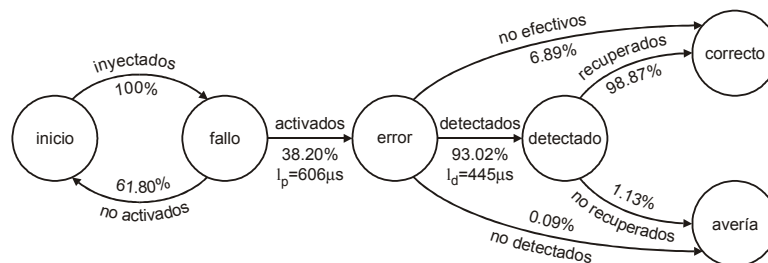 inyectados
100%
inicio
fallo
61.80%
no activados
activados
38.20%
lp=606µs
error
no efectivos
6.89%
detectados
93.02%
ld=445µs
detectado
recuperados
98.87%
correcto
1.13%
no recuperados
0.09%
no detectados
avería